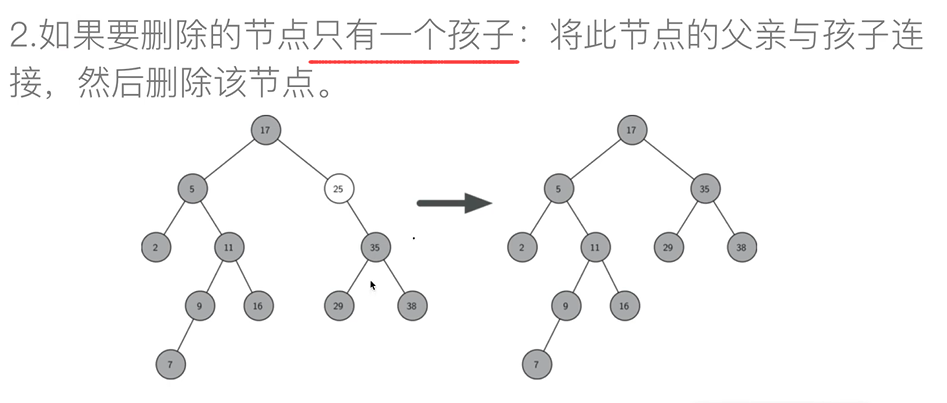 2.如果要删除的节点只有一个孩子：将此节点的父亲与孩子连
接，然后删除该节点。
17 17
5 25 5 35
2 11 35 2 11 29 38
9 16 29 38 9 16
7 7